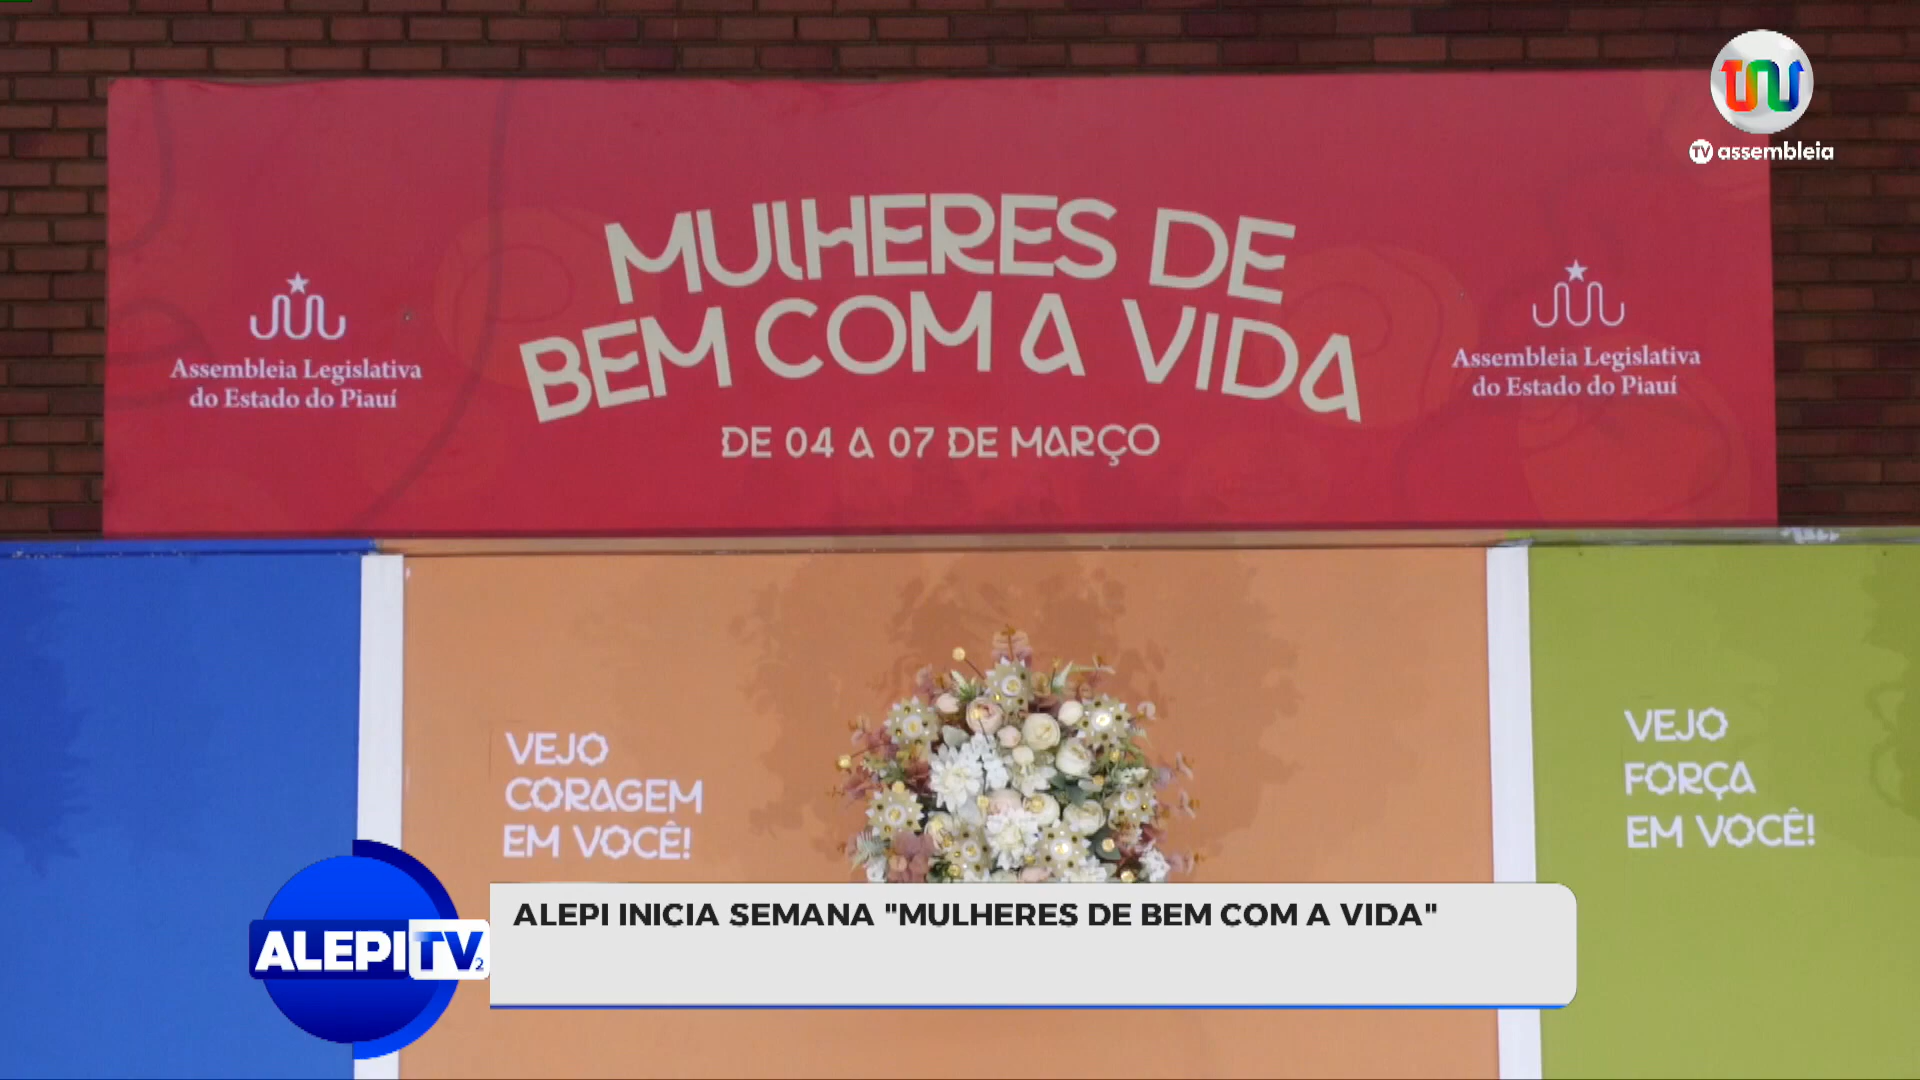 TV assembleia
MULHERES DE
BEM COM A VIDA
DE 04 A 07 DE MARÇO
Assembleia Legislativa
do Estado do Piauí
Assembleia Legislativa
do Estado do Piauí
VEJO
CORAGEM
EM VOCÊ!
VEJO
FORÇA
EM VOCÊ!
ALEPI TV 2
ALEPI INICIA SEMANA "MULHERES DE BEM COM A VIDA"